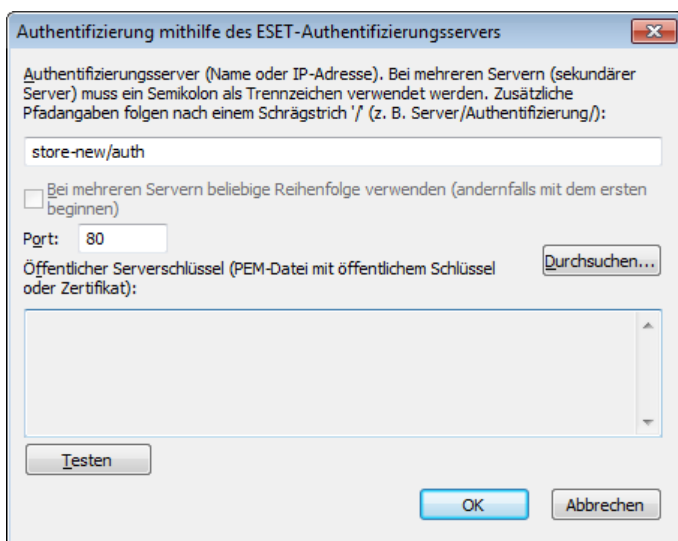 Authentifizierung mithilfe des ESET-Authentifizierungsservers
Authentifizierungsserver (Name oder IP-Adresse). Bei mehreren Servern (sekundärer
Server) muss ein Semikolon als Trennzeichen verwendet werden. Zusätzliche
Pfadangaben folgen nach einem Schrägstrich '/' (z. B. Server/Authentifizierung/):
store-new/auth
Bei mehreren Servern beliebige Reihenfolge verwenden (andernfalls mit dem ersten
beginnen)
Port: 80
Öffentlicher Serverschlüssel (PEM-Datei mit öffentlichem Schlüssel
oder Zertifikat):
Durchsuchen...
Testen
OK Abbrechen